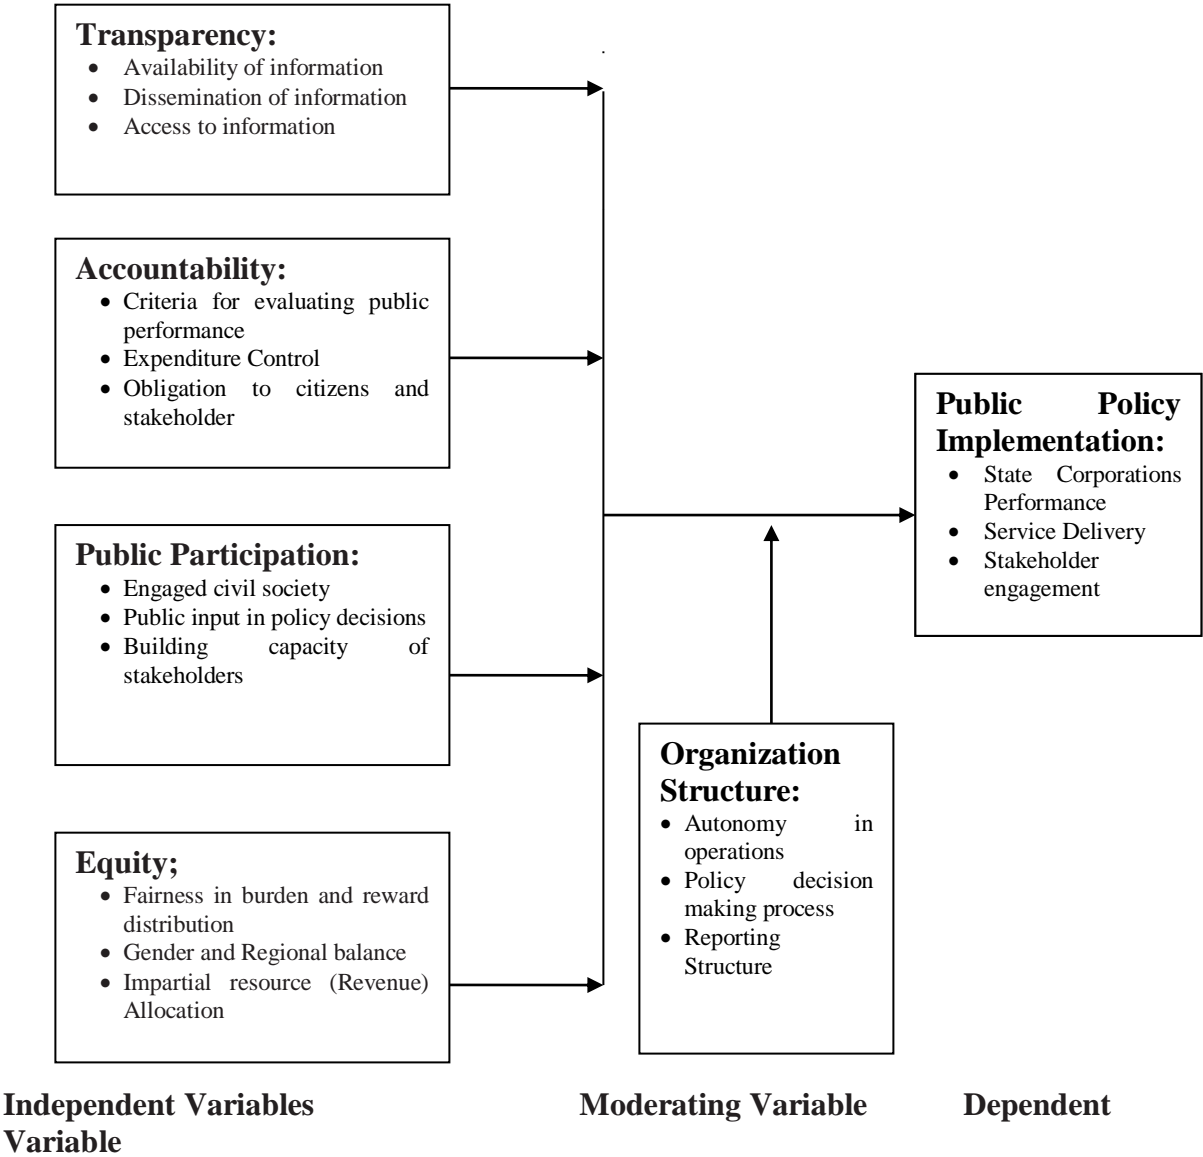 Transparency:
• Availability of information
• Dissemination of information
• Access to information
Accountability:
• Criteria for evaluating public
performance
• Expenditure Control
• Obligation to citizens and
stakeholder
Public Participation:
• Engaged civil society
• Public input in policy decisions
• Building capacity of
stakeholders
Equity;
• Fairness in burden and reward
distribution
• Gender and Regional balance
• Impartial resource (Revenue)
Allocation
Organization
Structure:
• Autonomy in
operations
• Policy decision
making process
• Reporting
Structure
Public Policy
Implementation:
• State Corporations
Performance
• Service Delivery
• Stakeholder
engagement
Independent Variables Moderating Variable Dependent
Variable